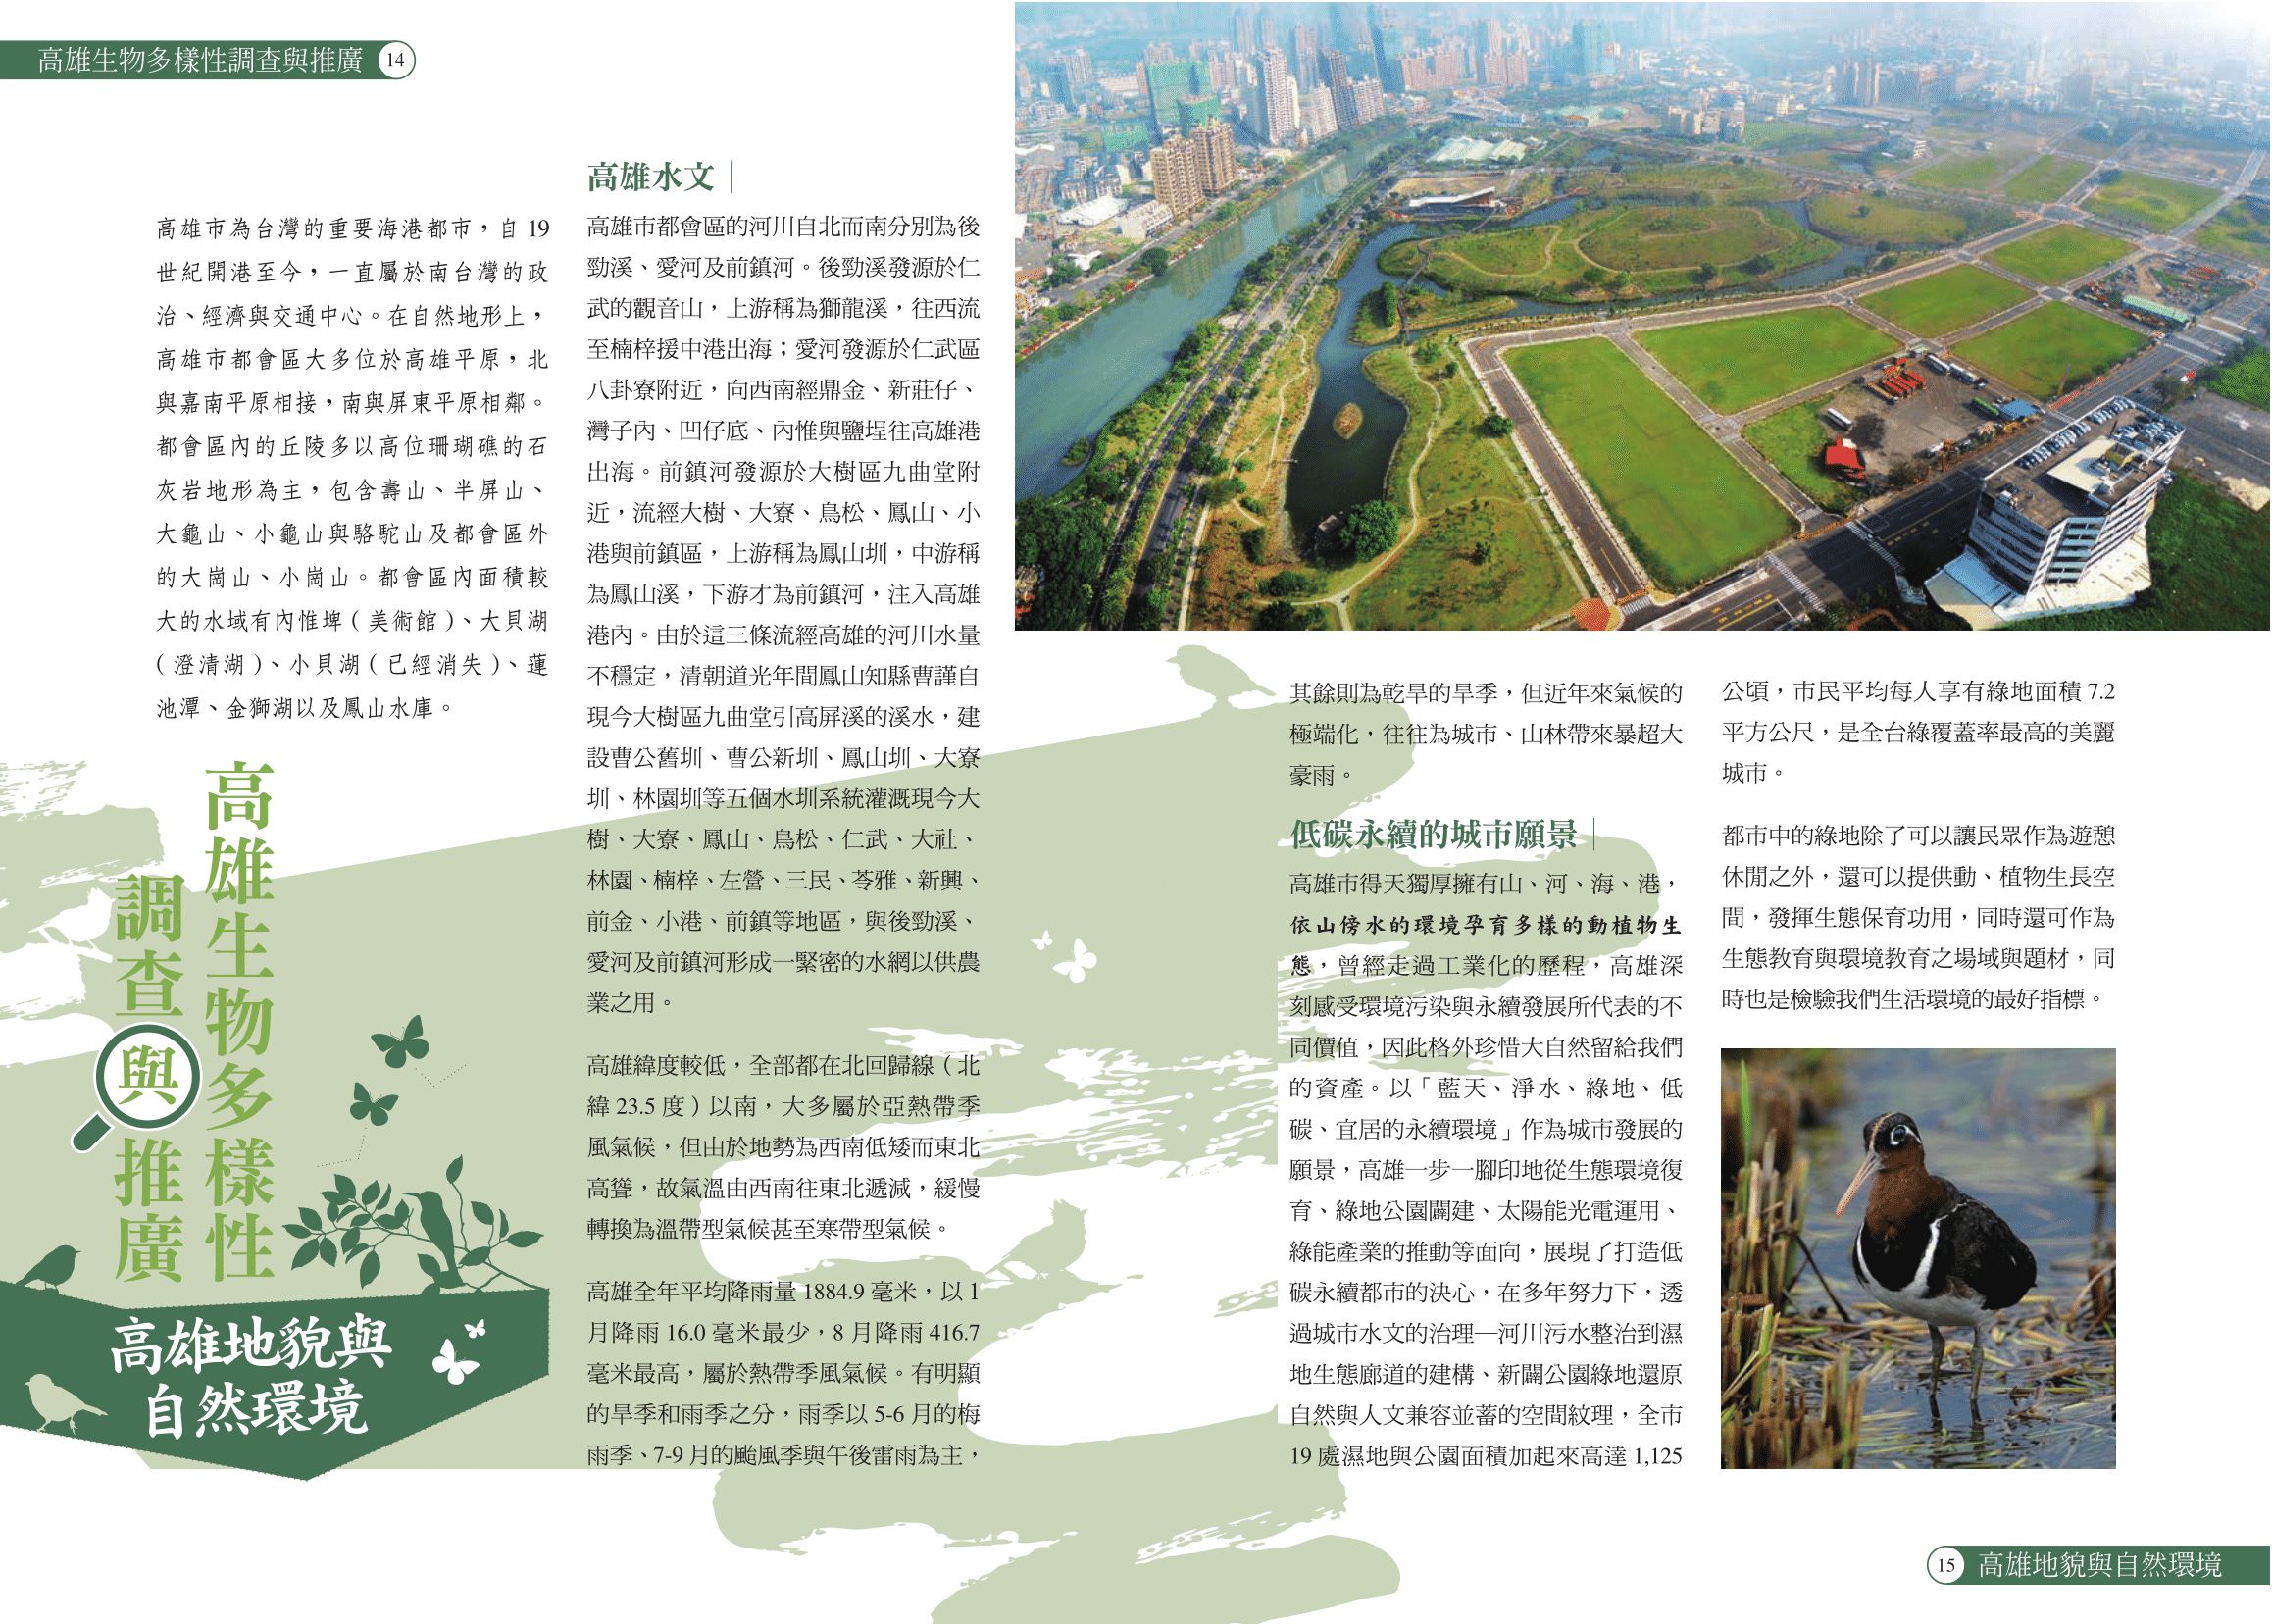 高雄生物多樣性調查與推廣 14
高雄市為台灣的重要海港都市，自 19
世紀開港至今，一直屬於南台灣的政
治、經濟與交通中心。在自然地形上，
高雄市都會區大多位於高雄平原，北
與嘉南平原相接，南與屏東平原相鄰。
都會區內的丘陵多以高位珊瑚礁的石
灰岩地形為主，包含壽山、半屏山、
大龜山、小龜山與駱駝山及都會區外
的大崗山、小崗山。都會區內面積較
大的水域有內惟埤（美術館）、大貝湖
（澄清湖）、小貝湖（已經消失）、蓮
池潭、金獅湖以及鳳山水庫。
高雄生物多樣性
調查與推廣
高雄地貌與
自然環境
高雄水文｜
高雄市都會區的河川自北而南分別為後
勁溪、愛河及前鎮河。後勁溪發源於仁
武的觀音山，上游稱為獅龍溪，往西流
至楠梓援中港出海；愛河發源於仁武區
八卦寮附近，向西南經鼎金、新莊仔、
灣子內、凹仔底、內惟與鹽埕往高雄港
出海。前鎮河發源於大樹區九曲堂附
近，流經大樹、大寮、鳥松、鳳山、小
港與前鎮區，上游稱為鳳山圳，中游稱
為鳳山溪，下游才為前鎮河，注入高雄
港內。由於這三條流經高雄的河川水量
不穩定，清朝道光年間鳳山知縣曹謹自
現今大樹區九曲堂引高屏溪的溪水，建
設曹公舊圳、曹公新圳、鳳山圳、大寮
圳、林園圳等五個水圳系統灌溉現今大
樹、大寮、鳳山、鳥松、仁武、大社、
林園、楠梓、左營、三民、苓雅、新興、
前金、小港、前鎮等地區，與後勁溪、
愛河及前鎮河形成一緊密的水網以供農
業之用。
高雄緯度較低，全部都在北回歸線（北
緯 23.5 度）以南，大多屬於亞熱帶季
風氣候，但由於地勢為西南低矮而東北
高聳，故氣溫由西南往東北遞減，緩慢
轉換為溫帶型氣候甚至寒帶型氣候。
高雄全年平均降雨量 1884.9 毫米，以 1
月降雨 16.0 毫米最少，8 月降雨 416.7
毫米最高，屬於熱帶季風氣候。有明顯
的旱季和雨季之分，雨季以 5-6 月的梅
雨季、7-9 月的颱風季與午後雷雨為主，
其餘則為乾旱的旱季，但近年來氣候的
極端化，往往為城市、山林帶來暴超大
豪雨。
低碳永續的城市願景｜
高雄市得天獨厚擁有山、河、海、港，
依山傍水的環境孕育多樣的動植物生
態，曾經走過工業化的歷程，高雄深
刻感受環境污染與永續發展所代表的不
同價值，因此格外珍惜大自然留給我們
的資產。以「藍天、淨水、綠地、低
碳、宜居的永續環境」作為城市發展的
願景，高雄一步一腳印地從生態環境復
育、綠地公園闢建、太陽能光電運用、
綠能產業的推動等面向，展現了打造低
碳永續都市的決心，在多年努力下，透
過城市水文的治理—河川污水整治到濕
地生態廊道的建構、新闢公園綠地還原
自然與人文兼容並蓄的空間紋理，全市
19 處濕地與公園面積加起來高達 1,125
公頃，市民平均每人享有綠地面積 7.2
平方公尺，是全台綠覆蓋率最高的美麗
城市。
都市中的綠地除了可以讓民眾作為遊憩
休閒之外，還可以提供動、植物生長空
間，發揮生態保育功用，同時還可作為
生態教育與環境教育之場域與題材，同
時也是檢驗我們生活環境的最好指標。
15 高雄地貌與自然環境